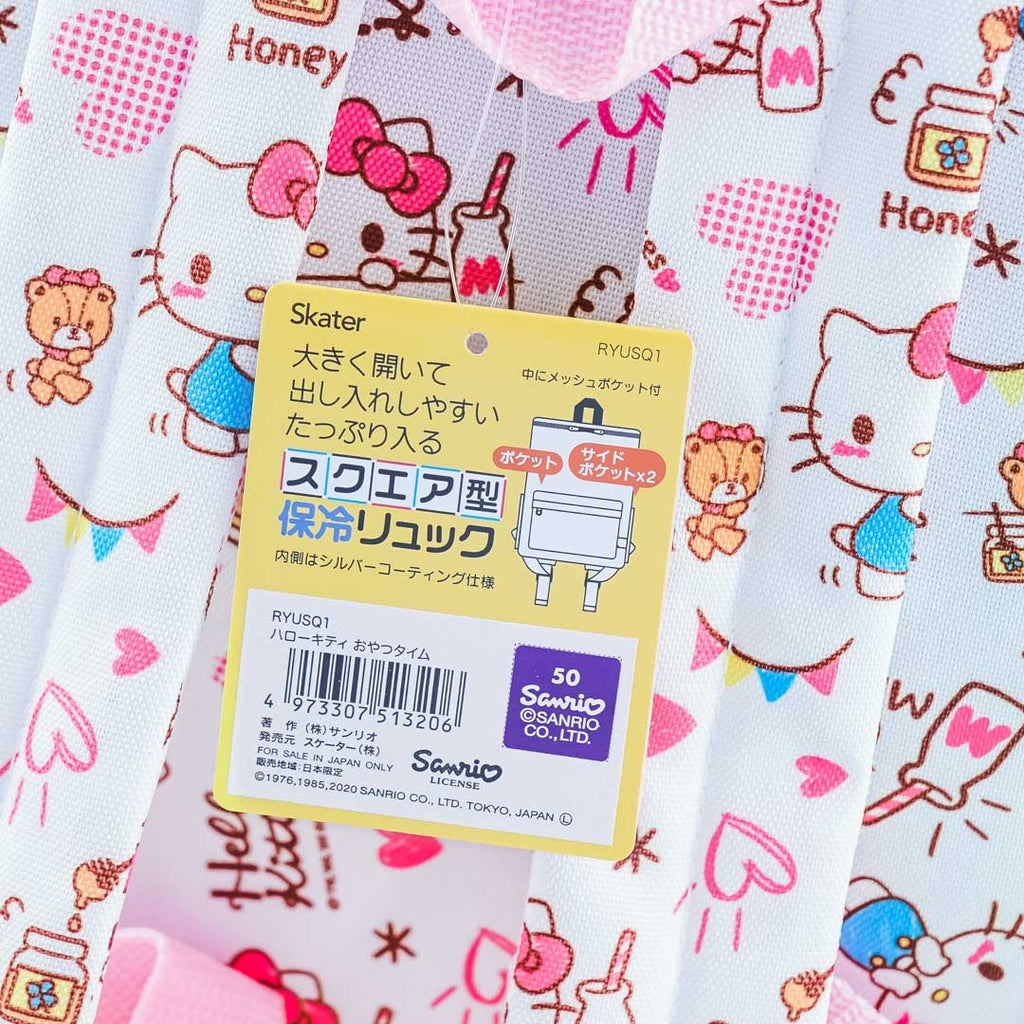 Honey
M
Honey
Skater
RYUSQ1
大きく開いて
出し入れしやすい
たっぷり入る
スクエア型
保冷リュック
内側はシルバーコーティング仕様
中にメッシュポケット付
ポケット
サイド
ポケット×2
RYUSQ1
ハローキティ おやつタイム
4 973307 513206
著 作 (株)サンリオ
発売元 スケーター(株)
FOR SALE IN JAPAN ONLY
販売地域:日本限定
Sanrio
LICENSE
©1976,1985,2020 SANRIO CO., LTD. TOKYO, JAPAN Ⓛ
50
Sanrio
©SANRIO
CO., LTD.
M
Hello
Kitty